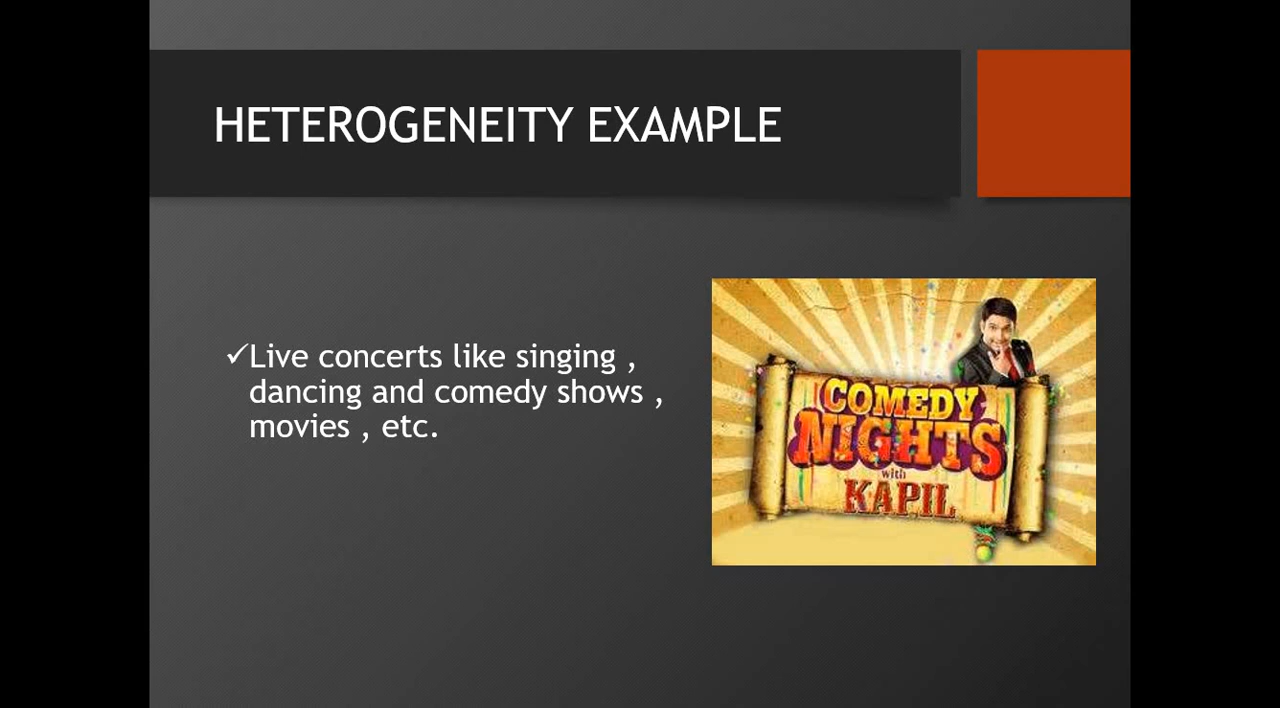 HETEROGENEITY EXAMPLE
✓Live concerts like singing ,
dancing and comedy shows ,
movies , etc.
COMEDY
NIGHTS
with
KAPIL